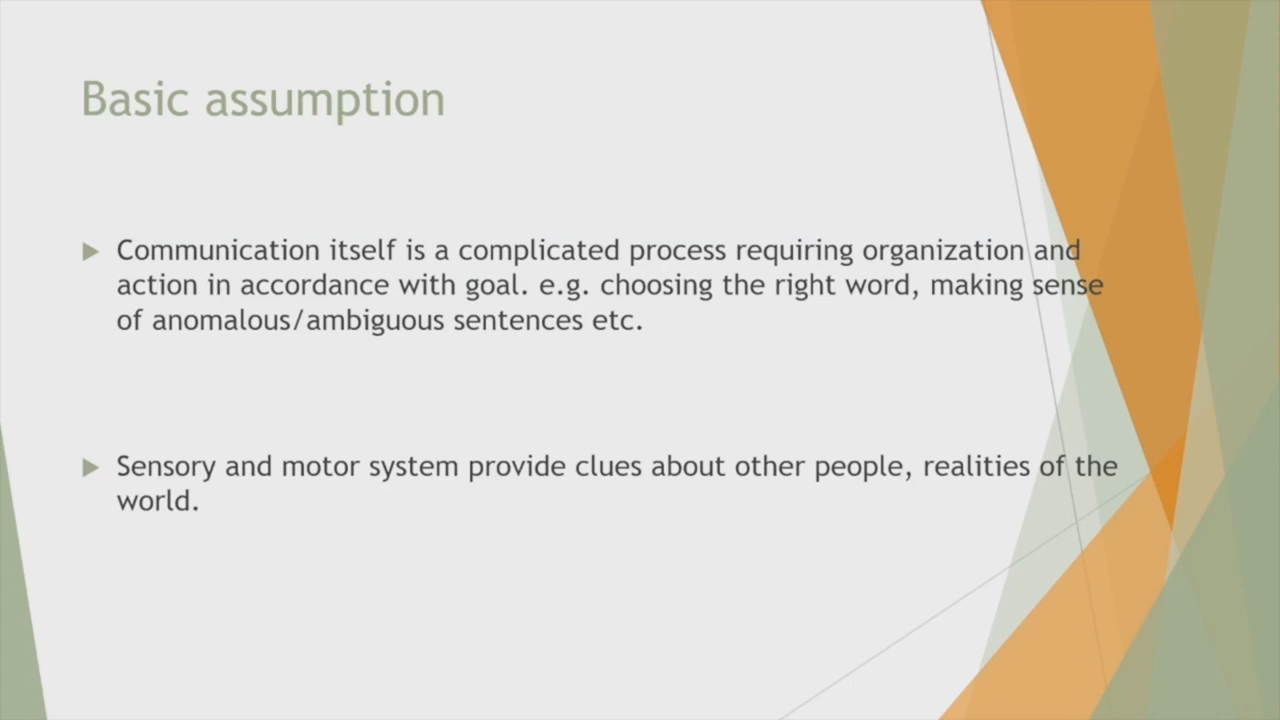 Basic assumption
Communication itself is a complicated process requiring organization and
action in accordance with goal. e.g. choosing the right word, making sense
of anomalous/ambiguous sentences etc.
Sensory and motor system provide clues about other people, realities of the
world.